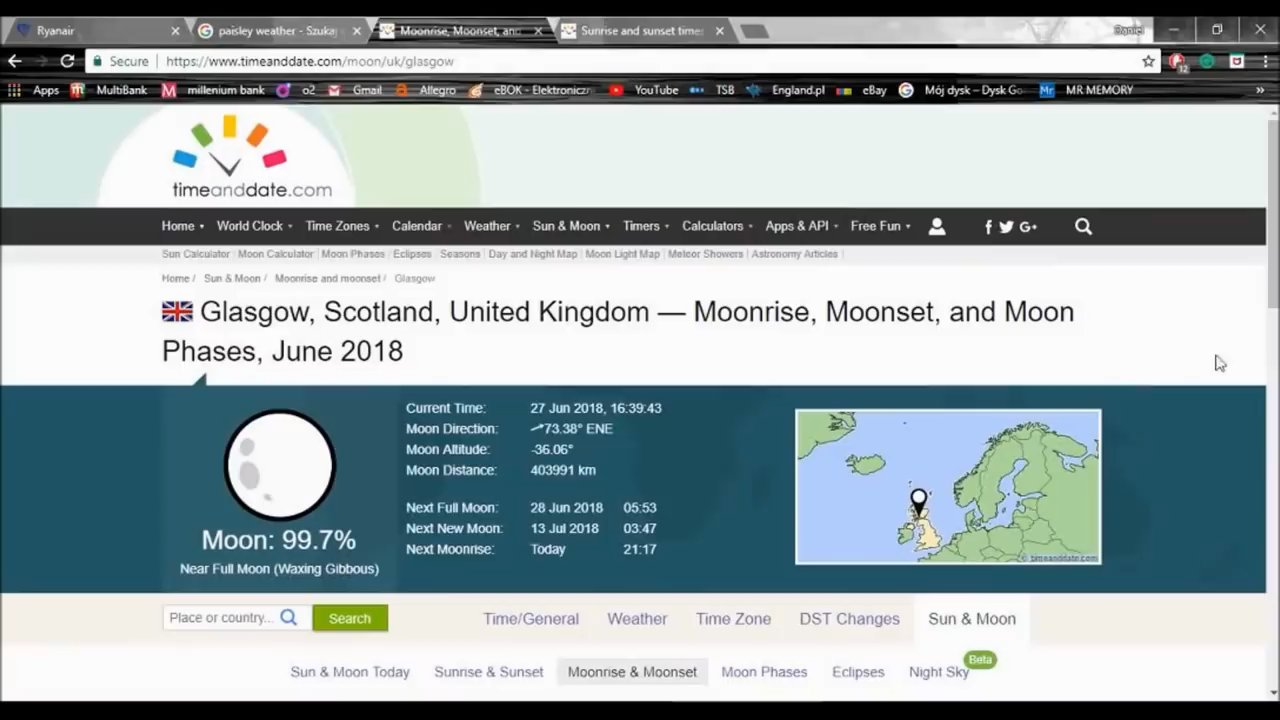 Ryanair
paisley weather - Szuka
Moonrise, Moonset, and
Sunrise and sunset time
Daniel
Secure | https://www.timeanddate.com/moon/uk/glasgow
12
Apps MultiBank millenium bank o2 Gmail Allegro eBOK - Elektroniczn YouTube TSB England.pl eBay Mój dysk – Dysk Go Mr MR MEMORY »
timeanddate.com
Home World Clock Time Zones Calendar Weather Sun & Moon Timers Calculators Apps & API Free Fun f G+
Sun Calculator | Moon Calculator | Moon Phases | Eclipses | Seasons | Day and Night Map | Moon Light Map | Meteor Showers | Astronomy Articles |
Home / Sun & Moon / Moonrise and moonset / Glasgow
Glasgow, Scotland, United Kingdom — Moonrise, Moonset, and Moon
Phases, June 2018
Current Time: 27 Jun 2018, 16:39:43
Moon Direction: 73.38° ENE
Moon Altitude: -36.06°
Moon Distance: 403991 km
Next Full Moon: 28 Jun 2018 05:53
Next New Moon: 13 Jul 2018 03:47
Next Moonrise: Today 21:17
Moon: 99.7%
Near Full Moon (Waxing Gibbous)
© timeanddate.com
Place or country... Search
Time/General Weather Time Zone DST Changes Sun & Moon
Sun & Moon Today Sunrise & Sunset Moonrise & Moonset Moon Phases Eclipses Night Sky Beta